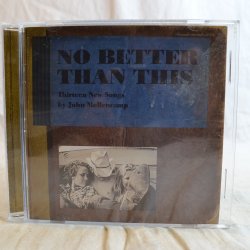 NO BETTER
THAN THIS
Thirteen New Songs
by John Mellencamp